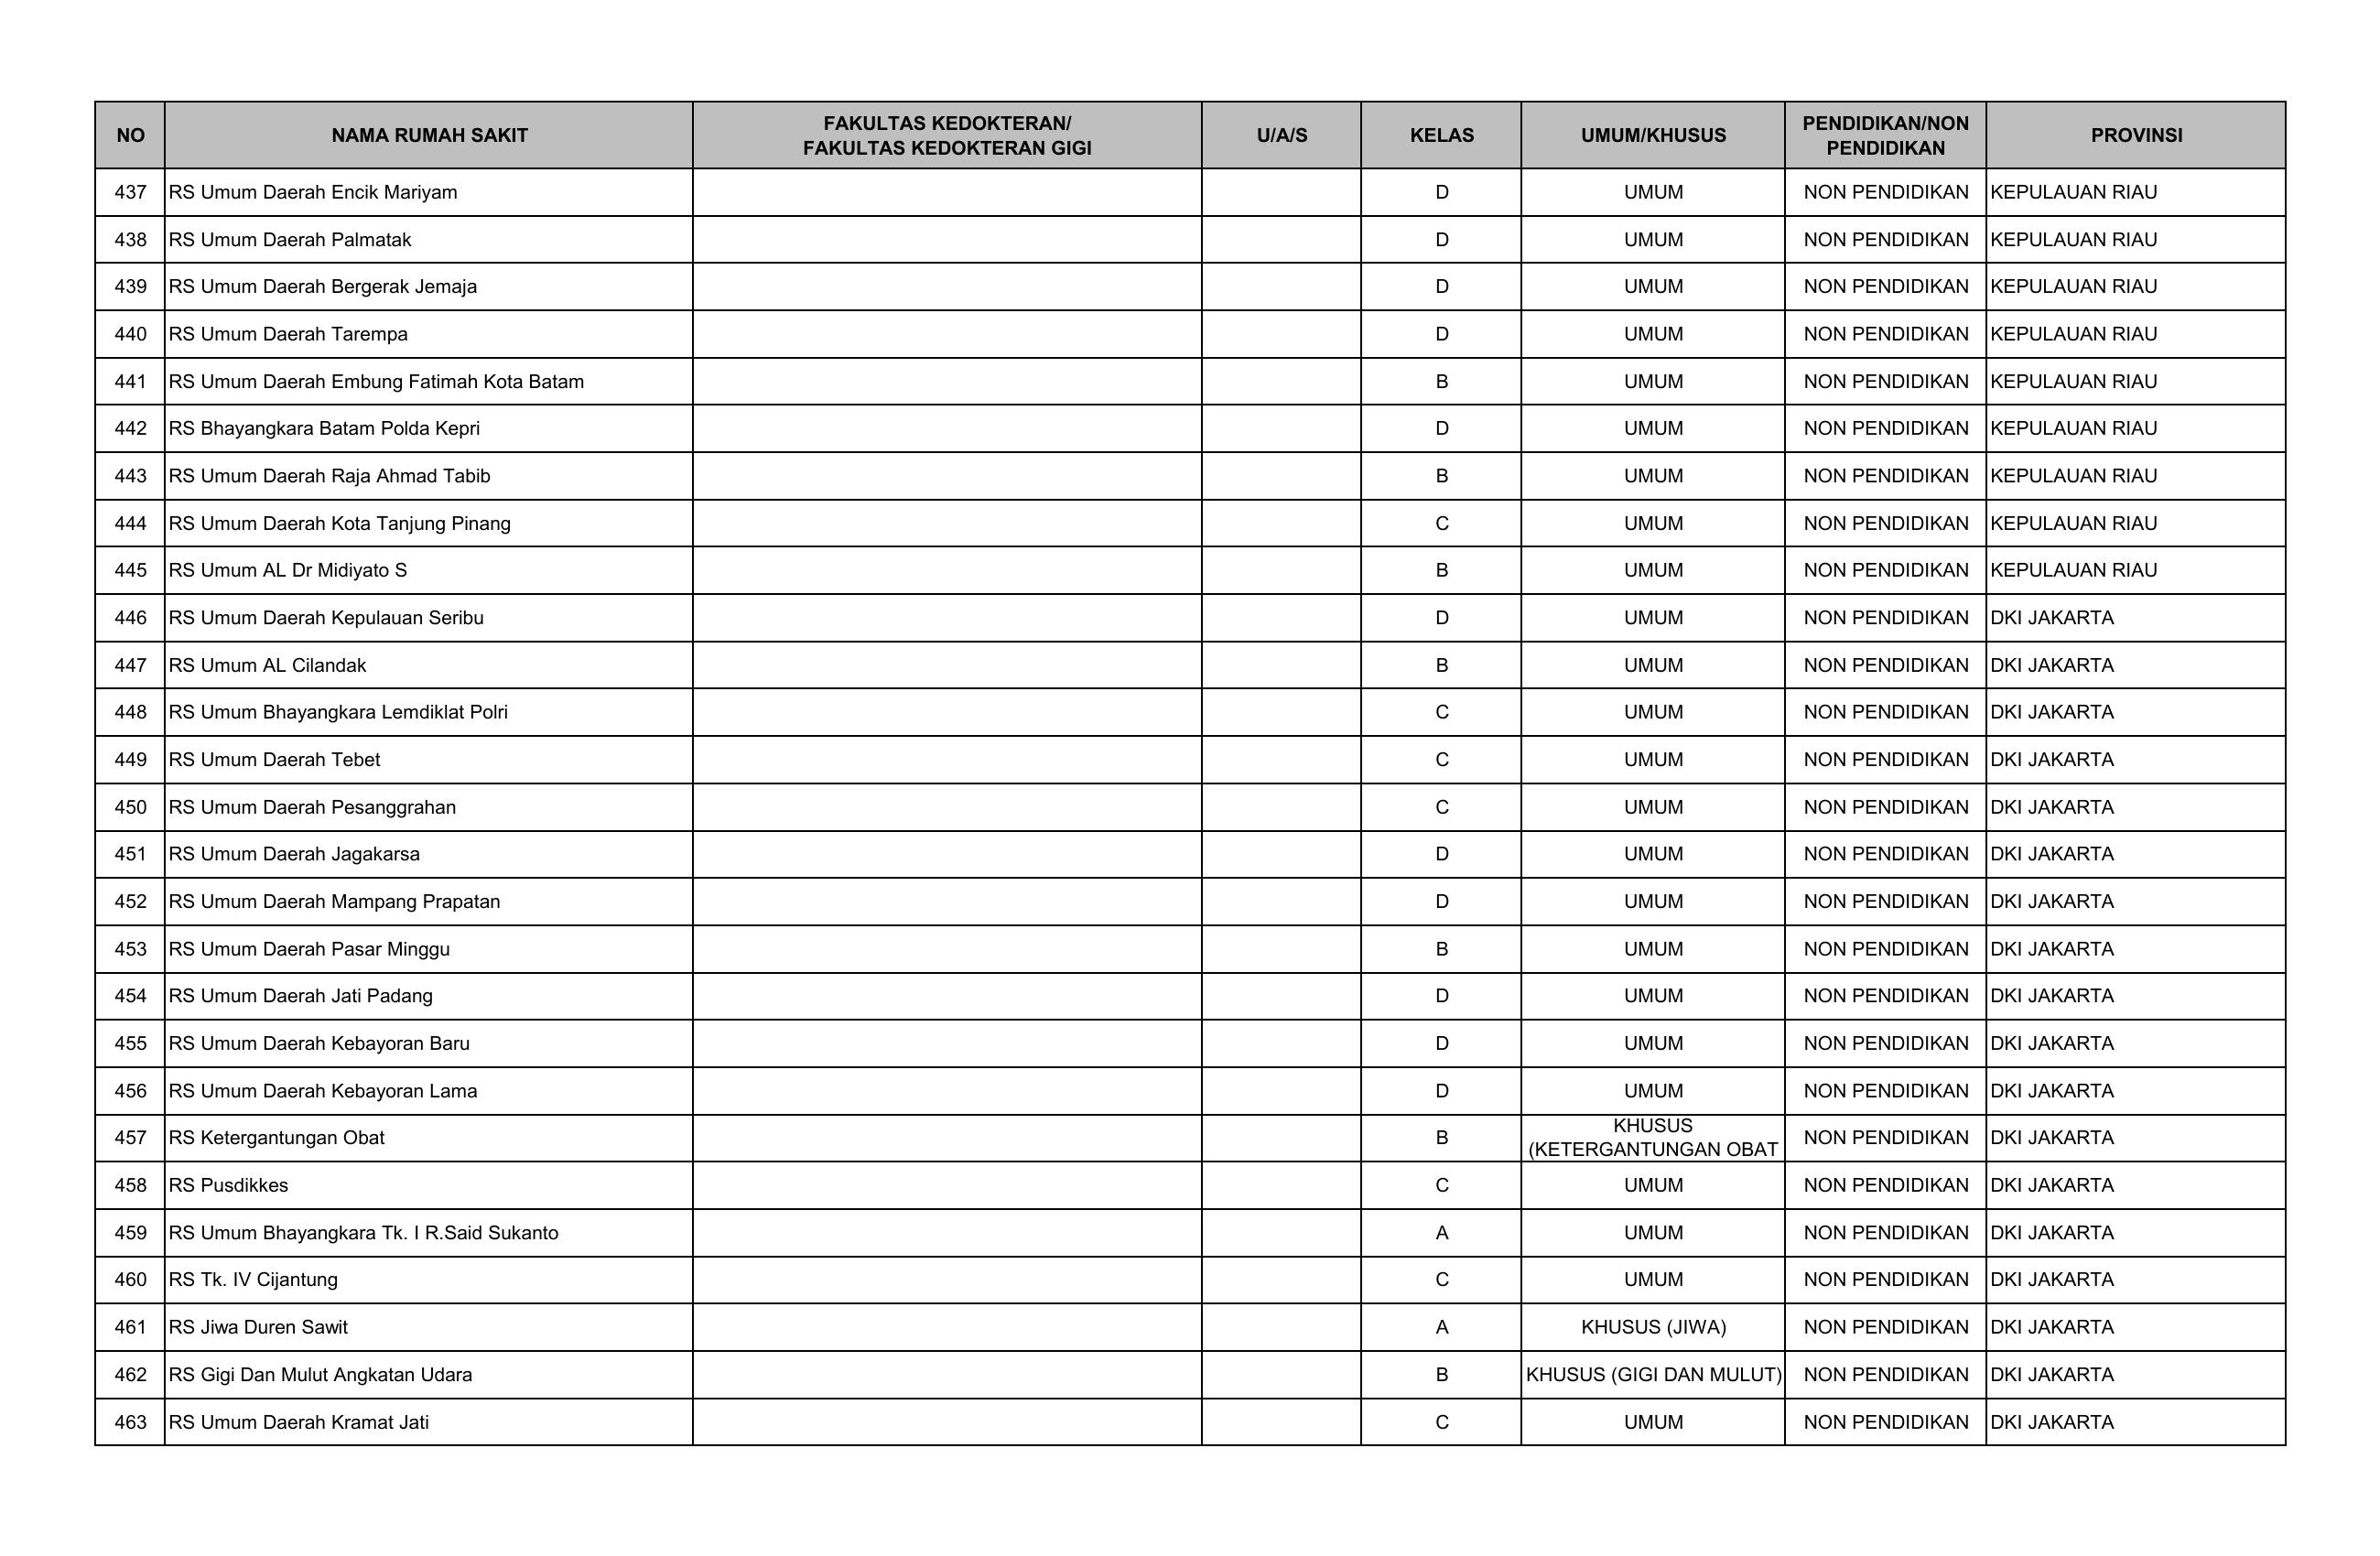 NO NAMA RUMAH SAKIT FAKULTAS KEDOKTERAN/ FAKULTAS KEDOKTERAN GIGI U/A/S KELAS UMUM/KHUSUS PENDIDIKAN/NON PENDIDIKAN PROVINSI
437 RS Umum Daerah Encik Mariyam D UMUM NON PENDIDIKAN KEPULAUAN RIAU
438 RS Umum Daerah Palmatak D UMUM NON PENDIDIKAN KEPULAUAN RIAU
439 RS Umum Daerah Bergerak Jemaja D UMUM NON PENDIDIKAN KEPULAUAN RIAU
440 RS Umum Daerah Tarempa D UMUM NON PENDIDIKAN KEPULAUAN RIAU
441 RS Umum Daerah Embung Fatimah Kota Batam B UMUM NON PENDIDIKAN KEPULAUAN RIAU
442 RS Bhayangkara Batam Polda Kepri D UMUM NON PENDIDIKAN KEPULAUAN RIAU
443 RS Umum Daerah Raja Ahmad Tabib B UMUM NON PENDIDIKAN KEPULAUAN RIAU
444 RS Umum Daerah Kota Tanjung Pinang C UMUM NON PENDIDIKAN KEPULAUAN RIAU
445 RS Umum AL Dr Midiyato S B UMUM NON PENDIDIKAN KEPULAUAN RIAU
446 RS Umum Daerah Kepulauan Seribu D UMUM NON PENDIDIKAN DKI JAKARTA
447 RS Umum AL Cilandak B UMUM NON PENDIDIKAN DKI JAKARTA
448 RS Umum Bhayangkara Lemdiklat Polri C UMUM NON PENDIDIKAN DKI JAKARTA
449 RS Umum Daerah Tebet C UMUM NON PENDIDIKAN DKI JAKARTA
450 RS Umum Daerah Pesanggrahan C UMUM NON PENDIDIKAN DKI JAKARTA
451 RS Umum Daerah Jagakarsa D UMUM NON PENDIDIKAN DKI JAKARTA
452 RS Umum Daerah Mampang Prapatan D UMUM NON PENDIDIKAN DKI JAKARTA
453 RS Umum Daerah Pasar Minggu B UMUM NON PENDIDIKAN DKI JAKARTA
454 RS Umum Daerah Jati Padang D UMUM NON PENDIDIKAN DKI JAKARTA
455 RS Umum Daerah Kebayoran Baru D UMUM NON PENDIDIKAN DKI JAKARTA
456 RS Umum Daerah Kebayoran Lama D UMUM NON PENDIDIKAN DKI JAKARTA
457 RS Ketergantungan Obat B KHUSUS (KETERGANTUNGAN OBAT NON PENDIDIKAN DKI JAKARTA
458 RS Pusdikkes C UMUM NON PENDIDIKAN DKI JAKARTA
459 RS Umum Bhayangkara Tk. I R.Said Sukanto A UMUM NON PENDIDIKAN DKI JAKARTA
460 RS Tk. IV Cijantung C UMUM NON PENDIDIKAN DKI JAKARTA
461 RS Jiwa Duren Sawit A KHUSUS (JIWA) NON PENDIDIKAN DKI JAKARTA
462 RS Gigi Dan Mulut Angkatan Udara B KHUSUS (GIGI DAN MULUT) NON PENDIDIKAN DKI JAKARTA
463 RS Umum Daerah Kramat Jati C UMUM NON PENDIDIKAN DKI JAKARTA